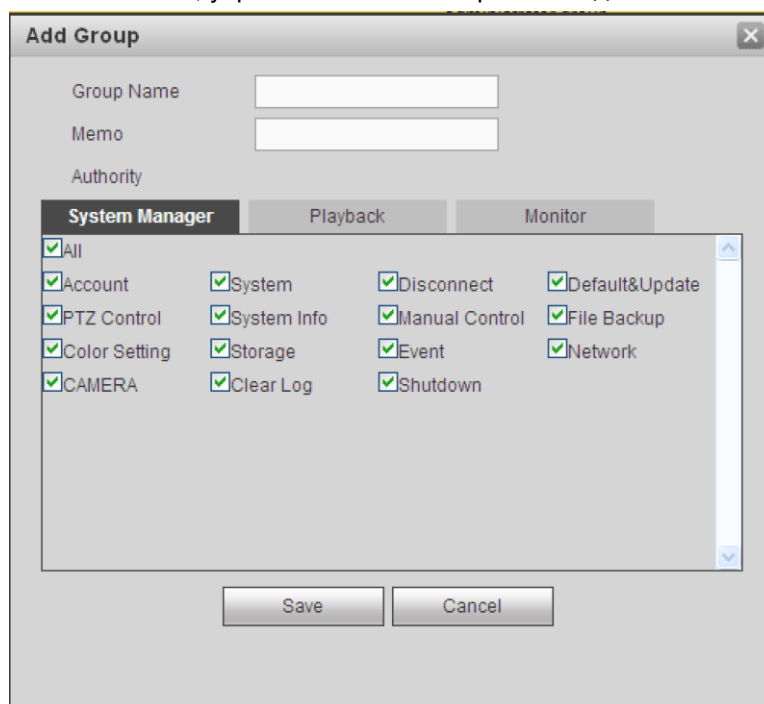 Add Group
Group Name
Memo
Authority
System Manager Playback Monitor
All
Account System Disconnect Default&Update
PTZ Control System Info Manual Control File Backup
Color Setting Storage Event Network
CAMERA Clear Log Shutdown
Save Cancel